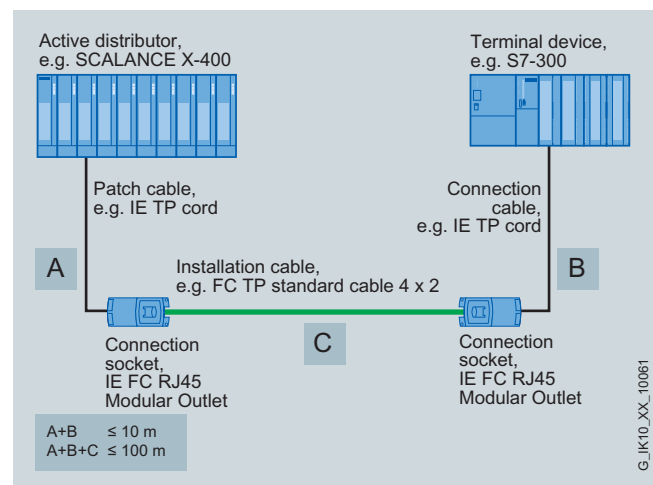 Active distributor,
e.g. SCALANCE X-400
Terminal device,
e.g. S7-300
Patch cable,
e.g. IE TP cord
Connection
cable,
e.g. IE TP cord
A
B
Installation cable,
e.g. FC TP standard cable 4 x 2
C
Connection
socket,
IE FC RJ45
Modular Outlet
Connection
socket,
IE FC RJ45
Modular Outlet
A+B ≤ 10 m
A+B+C ≤ 100 m
G_IK10_XX_10061